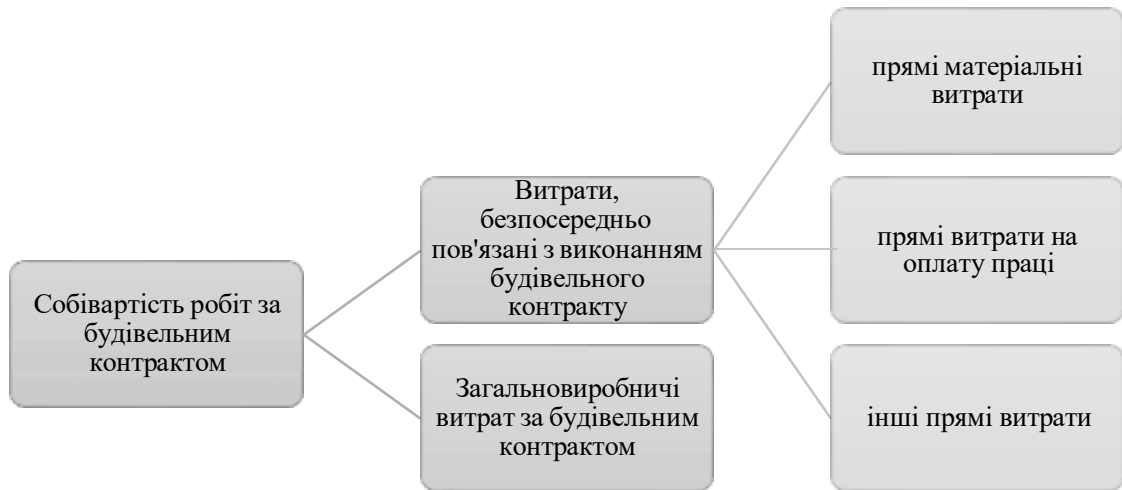 Собівартість робіт за
будівельним
контрактом
Витрати,
безпосередньо
пов'язані з виконанням
будівельного
контракту
Загальновиробничі
витрат за будівельним
контрактом
прямі матеріальні
витрати
прямі витрати на
оплату праці
інші прямі витрати